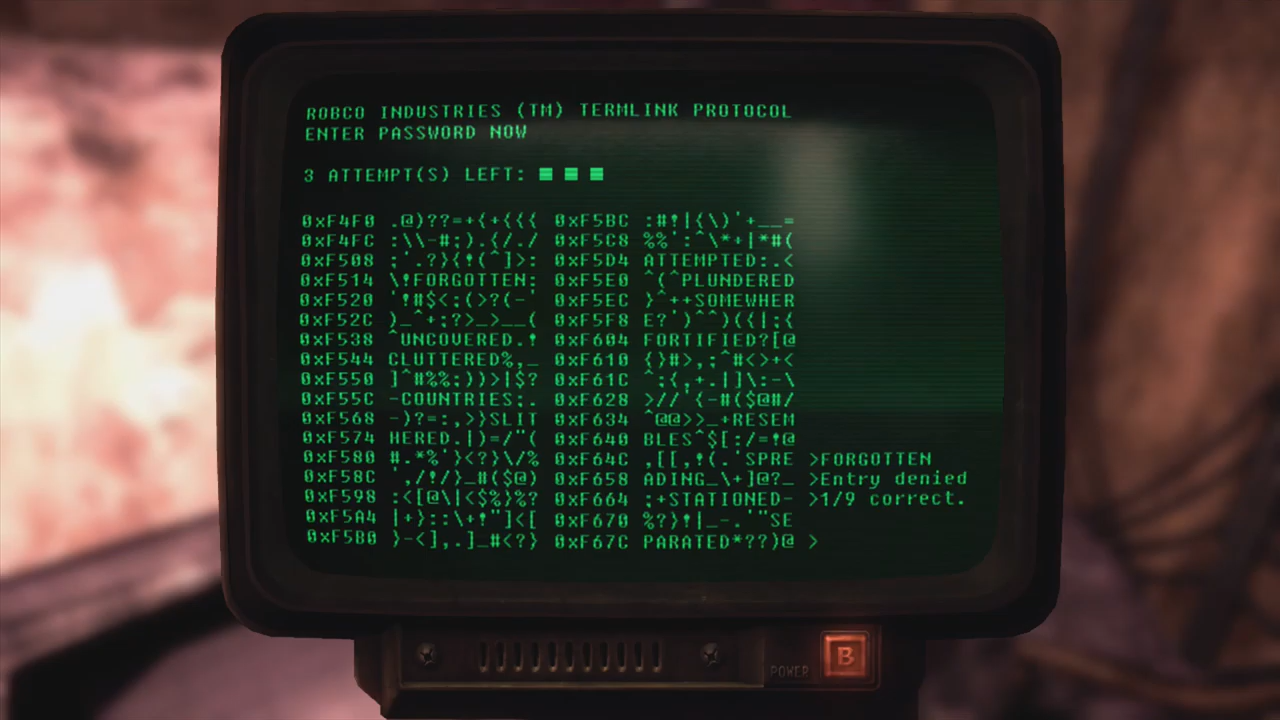 ROBCO INDUSTRIES (TM) TERMLINK PROTOCOL
ENTER PASSWORD NOW
3 ATTEMPT(S) LEFT: ■ ■ ■
0xF4F0 .@)??=+{+{{{ 0xF5BC :#!|{\)'+__=
0xF4FC :\\-#;).{/./ 0xF5C8 %%':^\*+|*#(
0xF508 ;'.?}{!(^]>: 0xF5D4 ATTEMPTED:.<
0xF514 \!FORGOTTEN: 0xF5E0 ^(^PLUNDERED
0xF520 '!#$<;(>?(-' 0xF5EC }^++SOMEWHER
0xF52C )_^+;?>_>__( 0xF5F8 E?')^^)({|;{
0xF538 ^UNCOVERED.! 0xF604 FORTIFIED?[@
0xF544 CLUTTERED%,_ 0xF610 {}#>,;^#<>+<
0xF550 ]^#%%;))>|$? 0xF61C ^:{,+.|]\:-\
0xF55C -COUNTRIES;. 0xF628 >//'{-#($@#/
0xF568 -)?=:,>}SLIT 0xF634 ^@@>>_+RESEM
0xF574 HERED.|)=/"( 0xF640 BLES^$[:/=!@
0xF580 #.*%'}<?}\/% 0xF64C ,[[,!(.'SPRE >FORGOTTEN
0xF58C ',/!/}_#($@) 0xF658 ADING_\+]@?_ >Entry denied
0xF598 :<[@\|<$%}%? 0xF664 ;+STATIONED- >1/9 correct.
0xF5A4 |+}::\+!"]<[ 0xF670 %?}!|_-.'"SE
0xF5B0 }-<],.]_#<?} 0xF67C PARATED*??)@ >
POWER
B